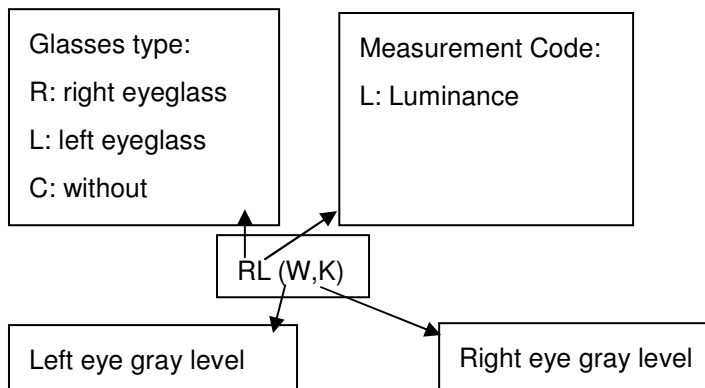 Glasses type:
R: right eyeglass
L: left eyeglass
C: without
Measurement Code:
L: Luminance
RL (W,K)
Left eye gray level
Right eye gray level